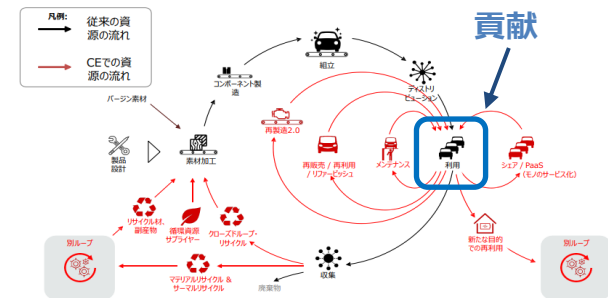 凡例:
従来の資
源の流れ
CEでの資
源の流れ
貢献
組立
コンポーネント製
造
ディストリ
ビューション
バージン素材
再製造2.0
製品
設計
素材加工
再販売 / 再利用
/ リファービッシュ
メンテナンス
利用
シェア / PaaS
(モノのサービス化)
リサイクル材、
副産物
循環資源
サプライヤー
クローズドループ・
リサイクル
新たな目的
での再利用
別ループ
マテリアルリサイクル &
サーマルリサイクル
収集
廃棄物
別ループ